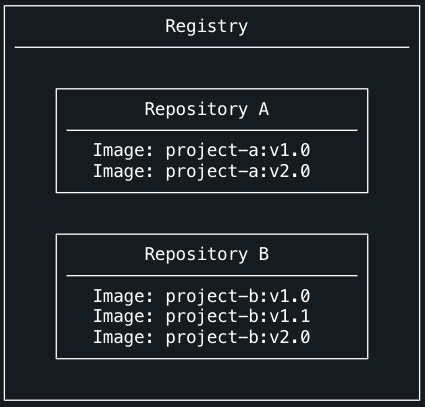 Registry
Repository A
Image: project-a:v1.0
Image: project-a:v2.0
Repository B
Image: project-b:v1.0
Image: project-b:v1.1
Image: project-b:v2.0